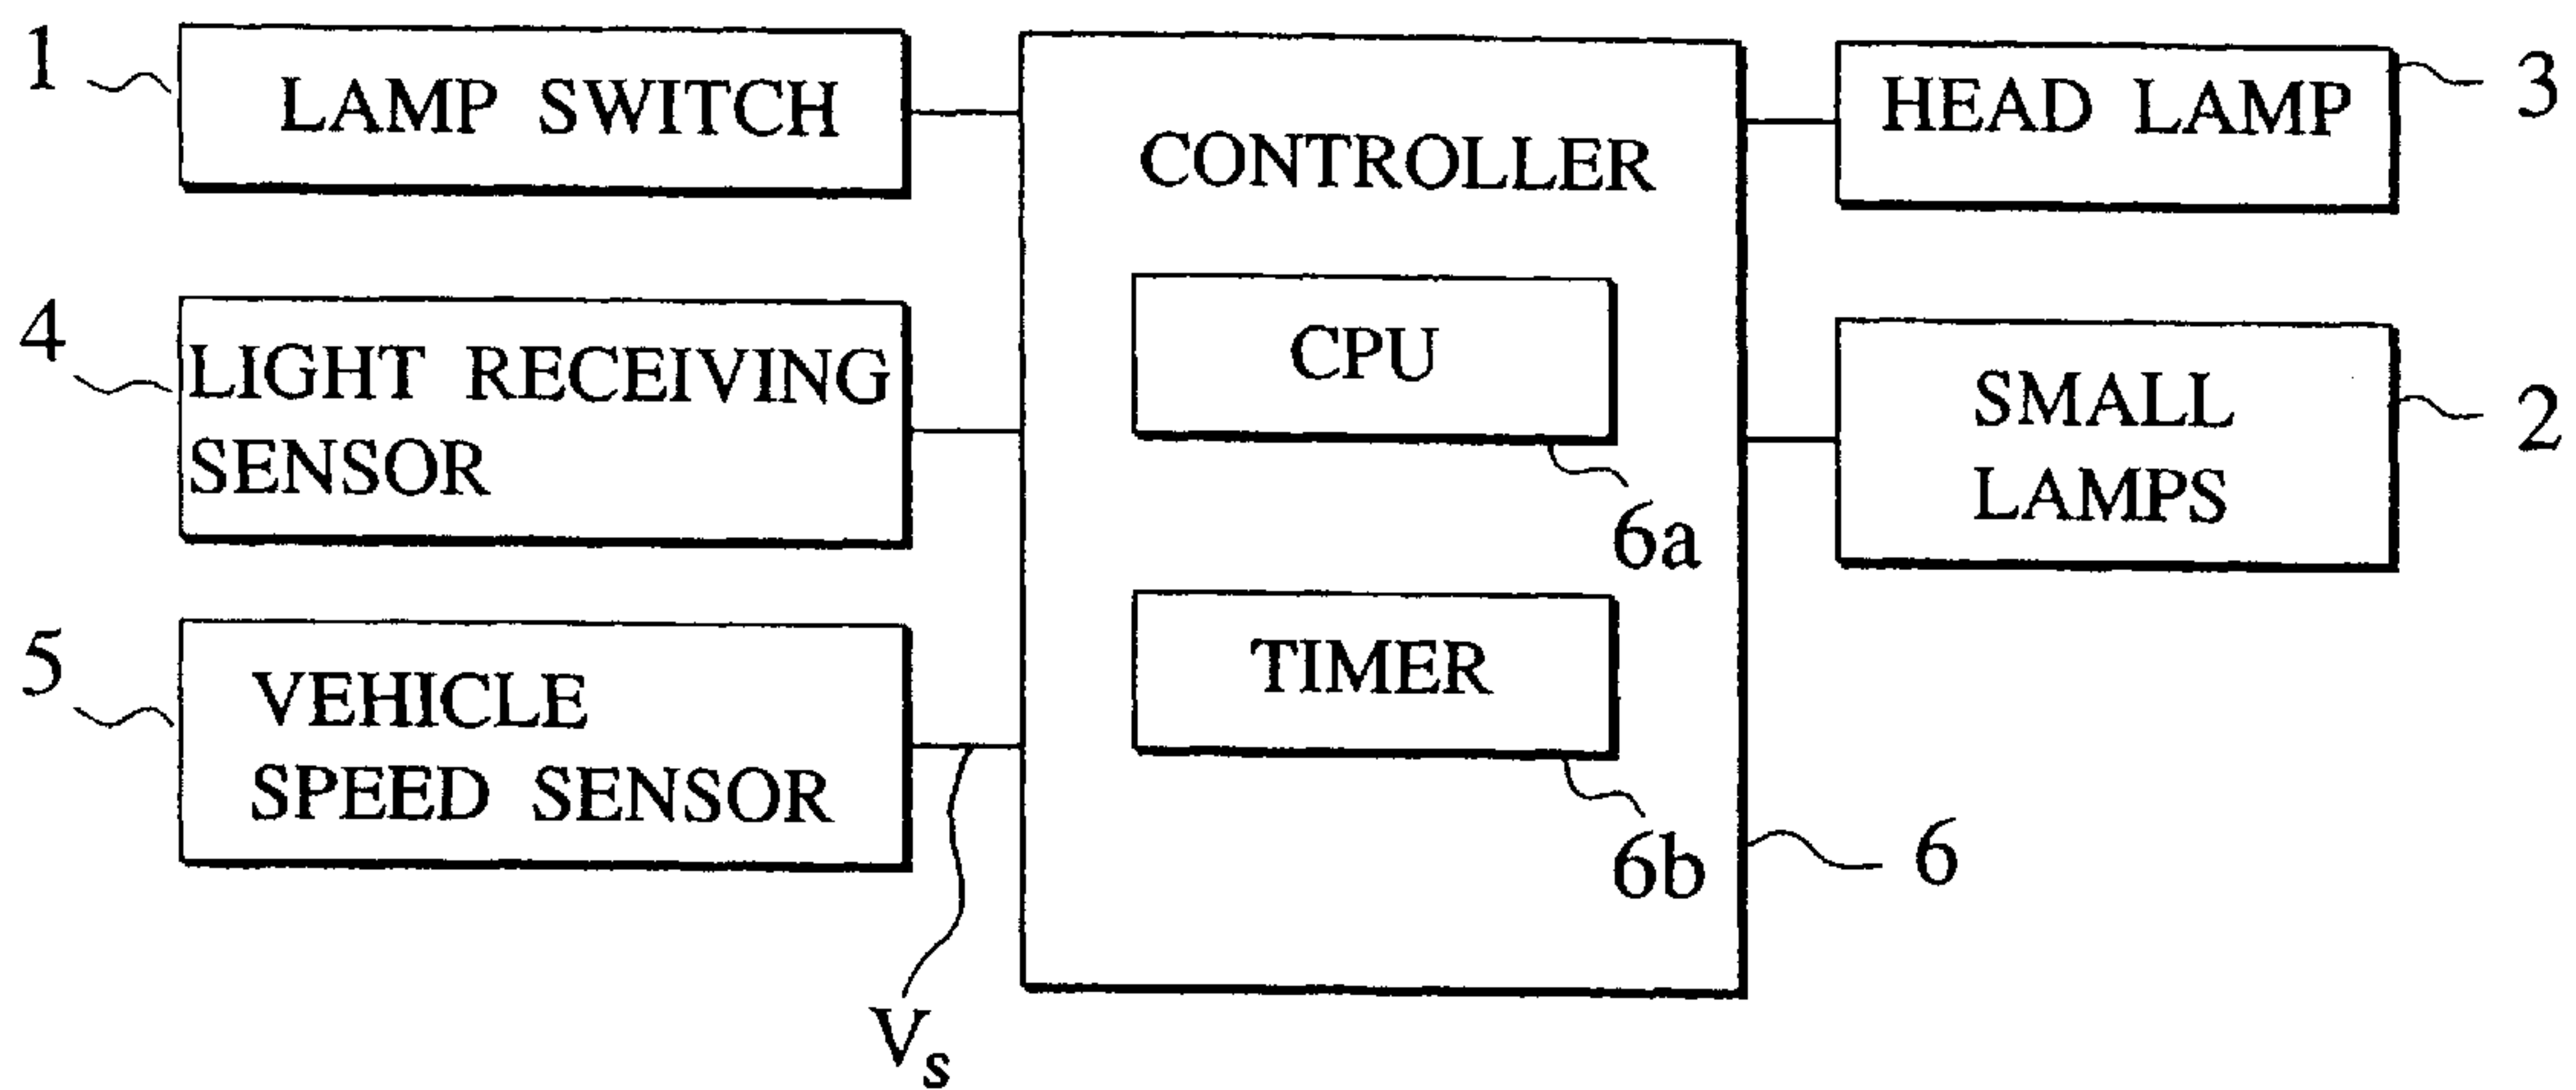 1
LAMP SWITCH
4
LIGHT RECEIVING
SENSOR
5
VEHICLE
SPEED SENSOR
V_s
CONTROLLER
CPU
6a
TIMER
6b
6
HEAD LAMP
3
SMALL
LAMPS
2